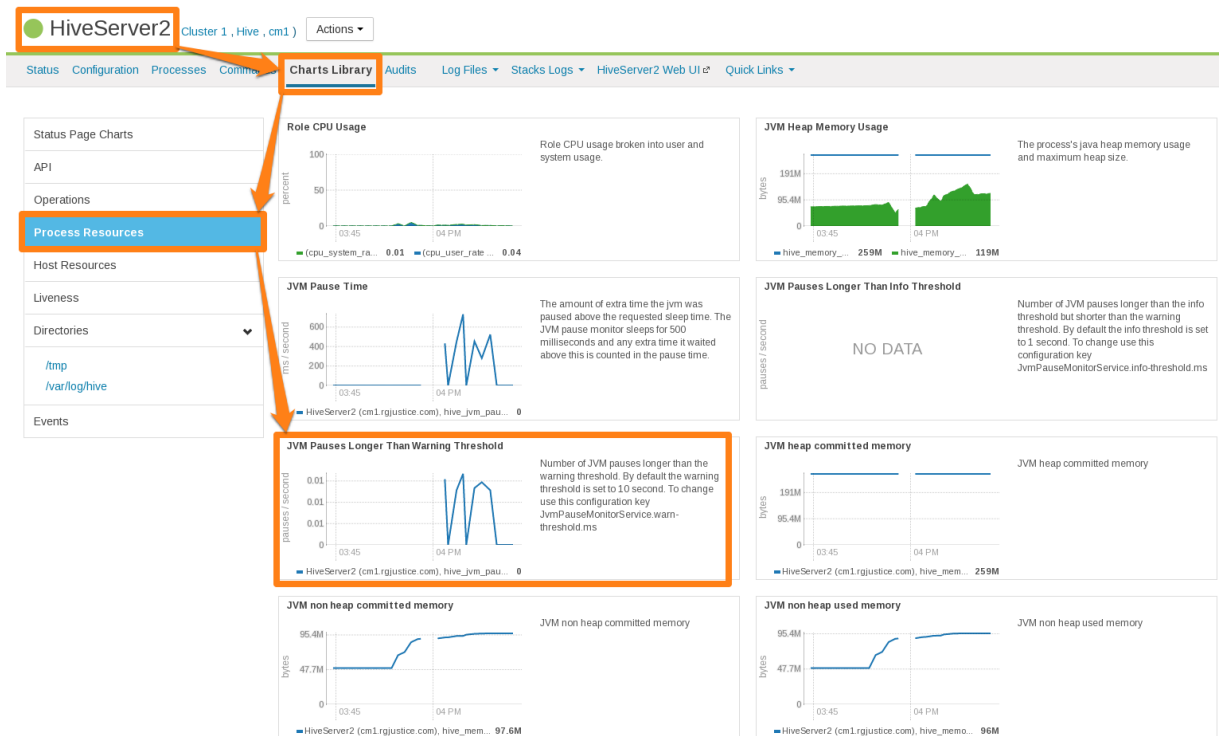 HiveServer2 Cluster 1 , Hive , cm1 ) Actions
Status Configuration Processes Charts Library Audits Log Files Stacks Logs HiveServer2 Web UI Quick Links
Status Page Charts
API
Operations
Process Resources
Host Resources
Liveness
Directories
/tmp
/var/log/hive
Events
Role CPU Usage
Role CPU usage broken into user and
system usage.
percent
100
50
0
03:45 04 PM
(cpu_system_ra... 0.01 (cpu_user_rate ... 0.04
JVM Heap Memory Usage
The process's java heap memory usage
and maximum heap size.
bytes
191M
95.4M
0
03:45 04 PM
hive_memory_... 259M hive_memory_... 119M
JVM Pause Time
The amount of extra time the jvm was
paused above the requested sleep time. The
JVM pause monitor sleeps for 500
milliseconds and any extra time it waited
above this is counted in the pause time.
ms / second
600
400
200
0
03:45 04 PM
HiveServer2 (cm1.rgjustice.com), hive_jvm_pau... 0
JVM Pauses Longer Than Info Threshold
Number of JVM pauses longer than the info
threshold but shorter than the warning
threshold. By default the info threshold is set
to 1 second. To change use this
configuration key
JvmPauseMonitorService.info-threshold.ms
pauses / second
NO DATA
JVM Pauses Longer Than Warning Threshold
Number of JVM pauses longer than the
warning threshold. By default the warning
threshold is set to 10 second. To change
use this configuration key
JvmPauseMonitorService.warn-
threshold.ms
pauses / second
0.01
0.01
0.01
0
03:45 04 PM
HiveServer2 (cm1.rgjustice.com), hive_jvm_pau... 0
JVM heap committed memory
JVM heap committed memory
bytes
191M
95.4M
0
03:45 04 PM
HiveServer2 (cm1.rgjustice.com), hive_mem... 259M
JVM non heap committed memory
JVM non heap committed memory
bytes
95.4M
47.7M
0
03:45 04 PM
HiveServer2 (cm1.rgjustice.com), hive_mem... 97.6M
JVM non heap used memory
JVM non heap used memory
bytes
95.4M
47.7M
0
03:45 04 PM
HiveServer2 (cm1.rgjustice.com), hive_memo... 96M